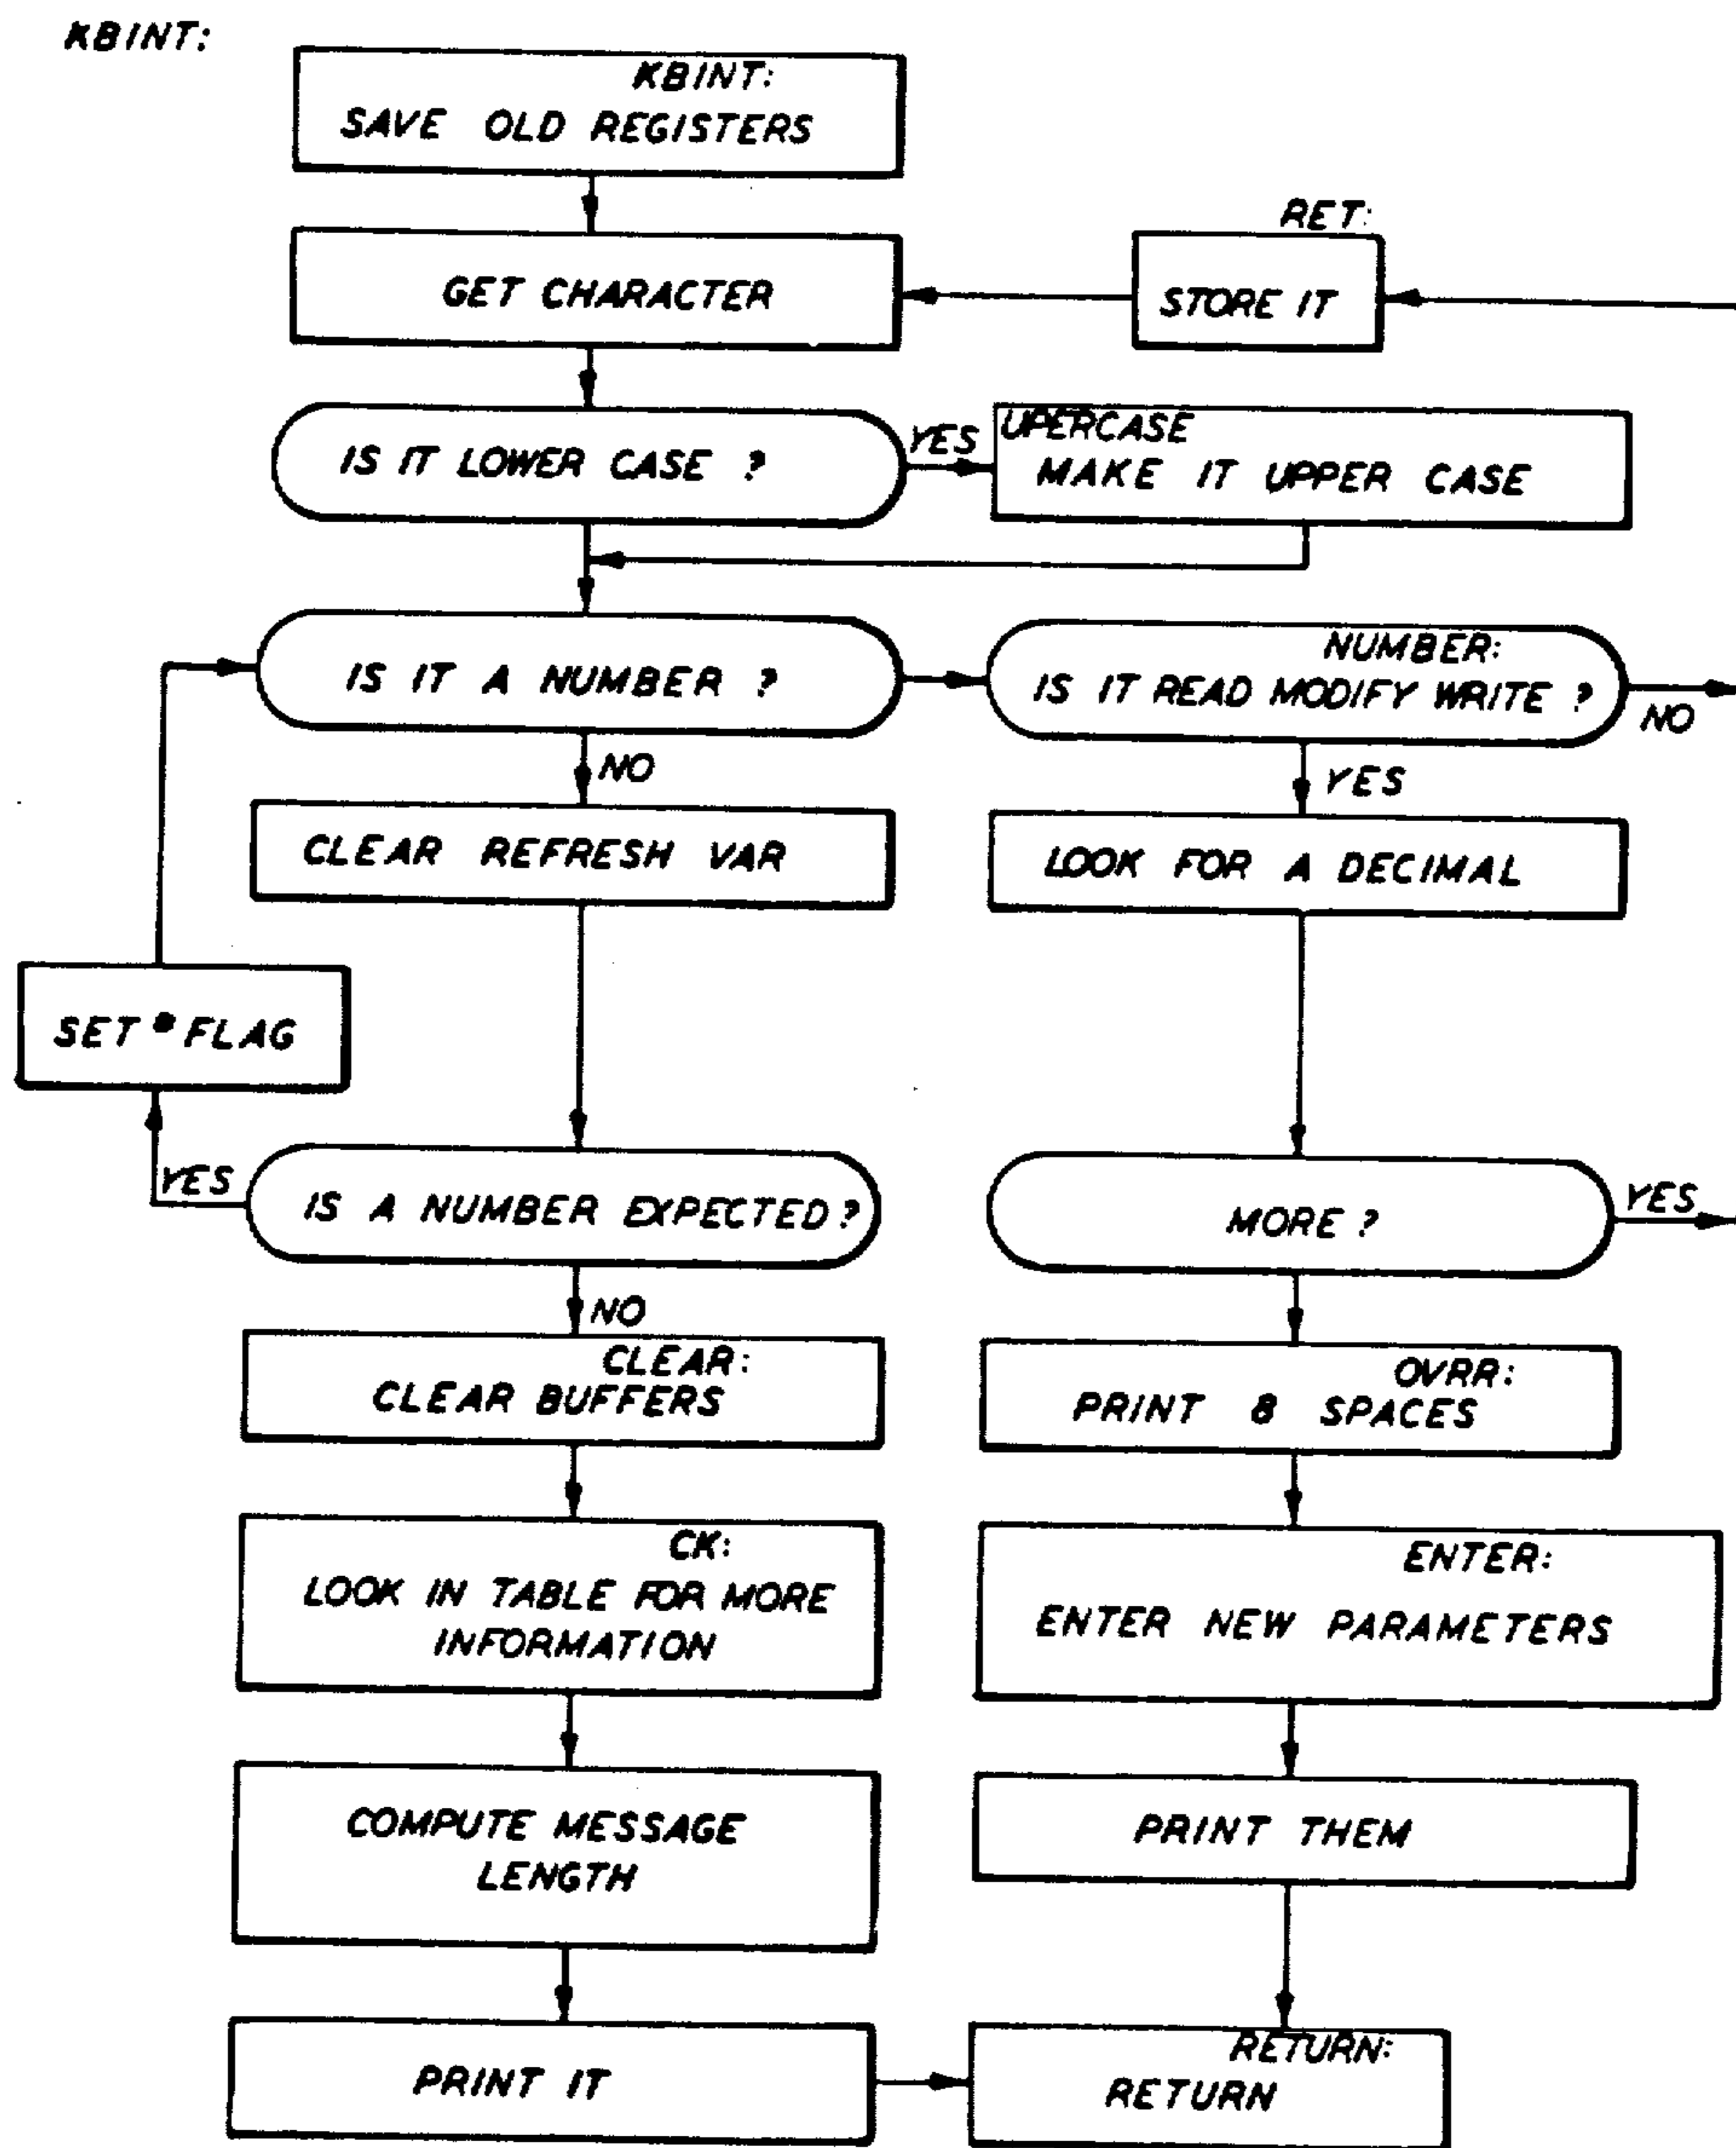 KBINT:
KBINT:
SAVE OLD REGISTERS
GET CHARACTER
RET:
STORE IT
IS IT LOWER CASE ?
YES
UPERCASE
MAKE IT UPPER CASE
IS IT A NUMBER ?
NUMBER:
IS IT READ MODIFY WRITE ?
NO
NO
YES
CLEAR REFRESH VAR
LOOK FOR A DECIMAL
SET # FLAG
YES
IS A NUMBER EXPECTED?
MORE ?
YES
NO
CLEAR:
CLEAR BUFFERS
OVRR:
PRINT 8 SPACES
CK:
LOOK IN TABLE FOR MORE
INFORMATION
ENTER:
ENTER NEW PARAMETERS
COMPUTE MESSAGE
LENGTH
PRINT THEM
PRINT IT
RETURN:
RETURN